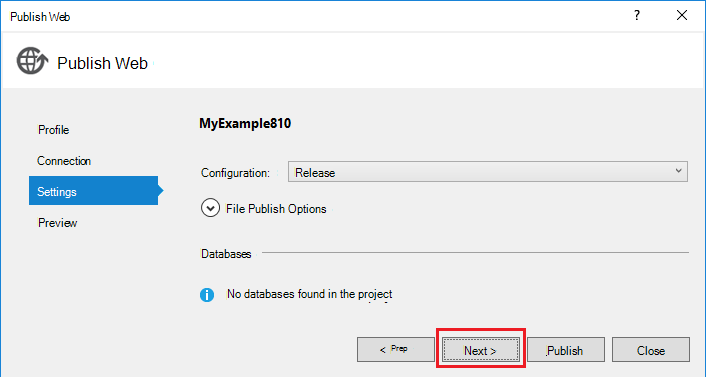 Publish Web
?
Publish Web
Profile
Connection
Settings
Preview
MyExample810
Configuration: Release
File Publish Options
Databases
No databases found in the project
< Prep
Next >
Publish
Close